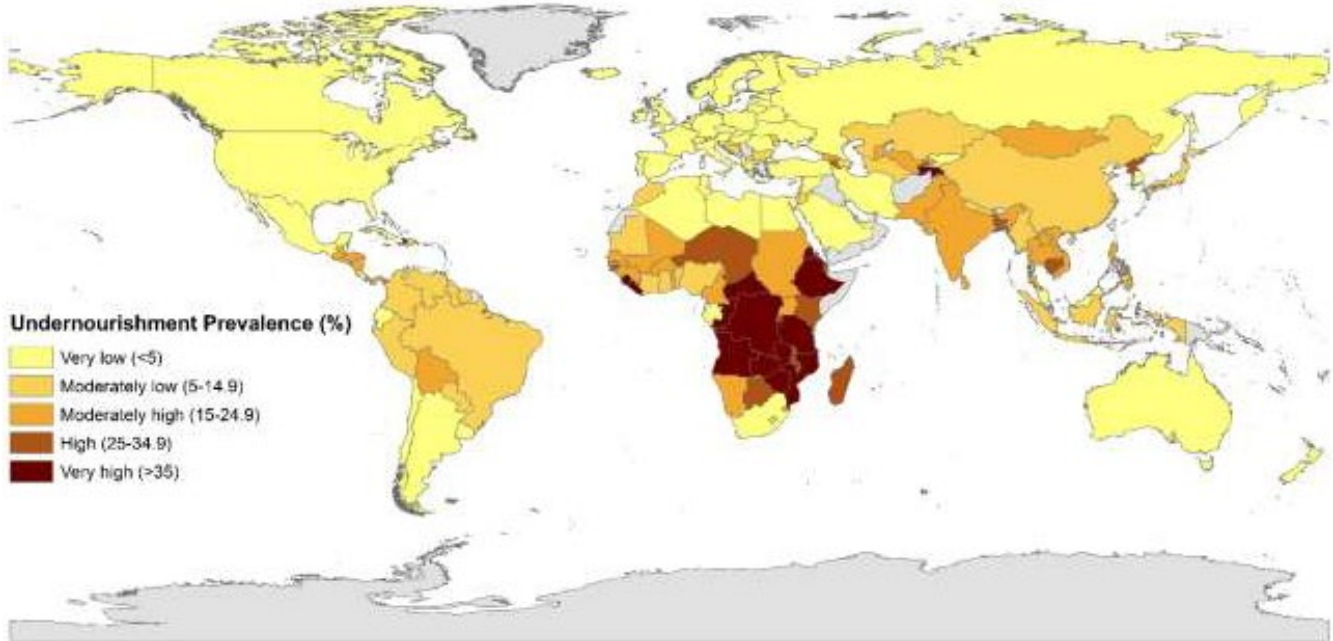 Undernourishment Prevalence (%)
Very low (<5)
Moderately low (5-14.9)
Moderately high (15-24.9)
High (25-34.9)
Very high (>35)